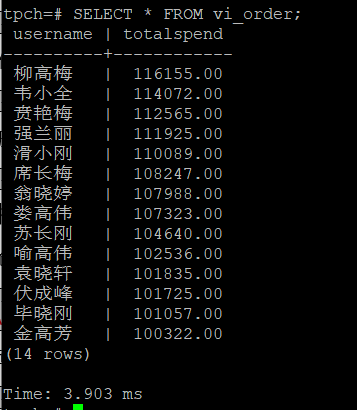 tpch=# SELECT * FROM vi_order;
username | totalspend
----------+------------
柳高梅 | 116155.00
韦小全 | 114072.00
贲艳梅 | 112565.00
强兰丽 | 111925.00
滑小刚 | 110089.00
席长梅 | 108247.00
翁晓婷 | 107988.00
娄高伟 | 107323.00
苏长刚 | 104640.00
喻高伟 | 102536.00
袁晓轩 | 101835.00
伏成峰 | 101725.00
毕晓刚 | 101057.00
金高芳 | 100322.00
(14 rows)
Time: 3.903 ms